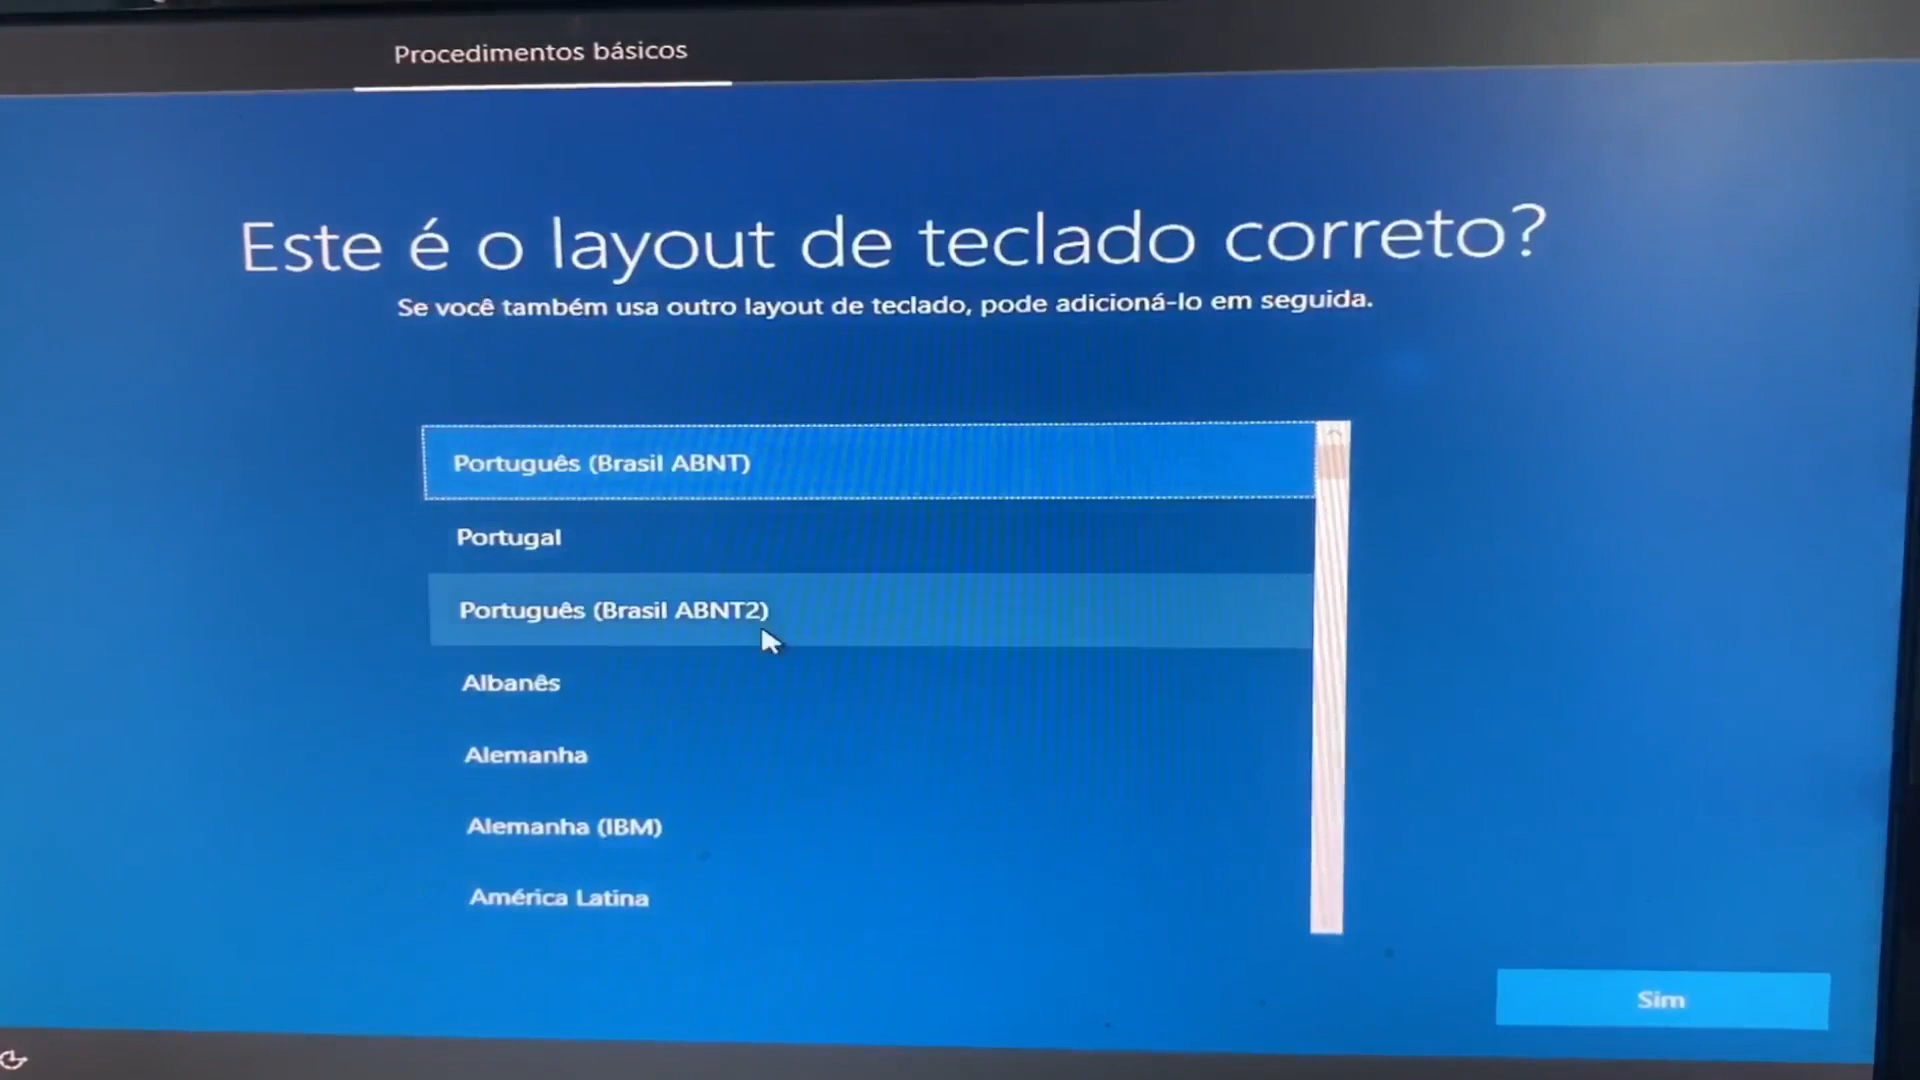 Procedimentos básicos
Este é o layout de teclado correto?
Se você também usa outro layout de teclado, pode adicioná-lo em seguida.
Português (Brasil ABNT)
Portugal
Português (Brasil ABNT2)
Albanês
Alemanha
Alemanha (IBM)
América Latina
Sim